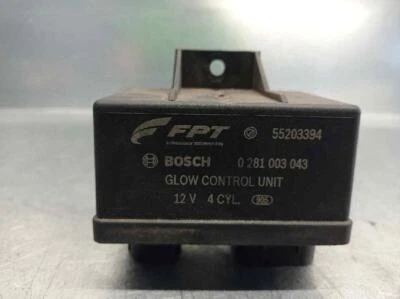 FPT 55203394
BOSCH 0 281 003 043
GLOW CONTROL UNIT
12 V 4 CYL.